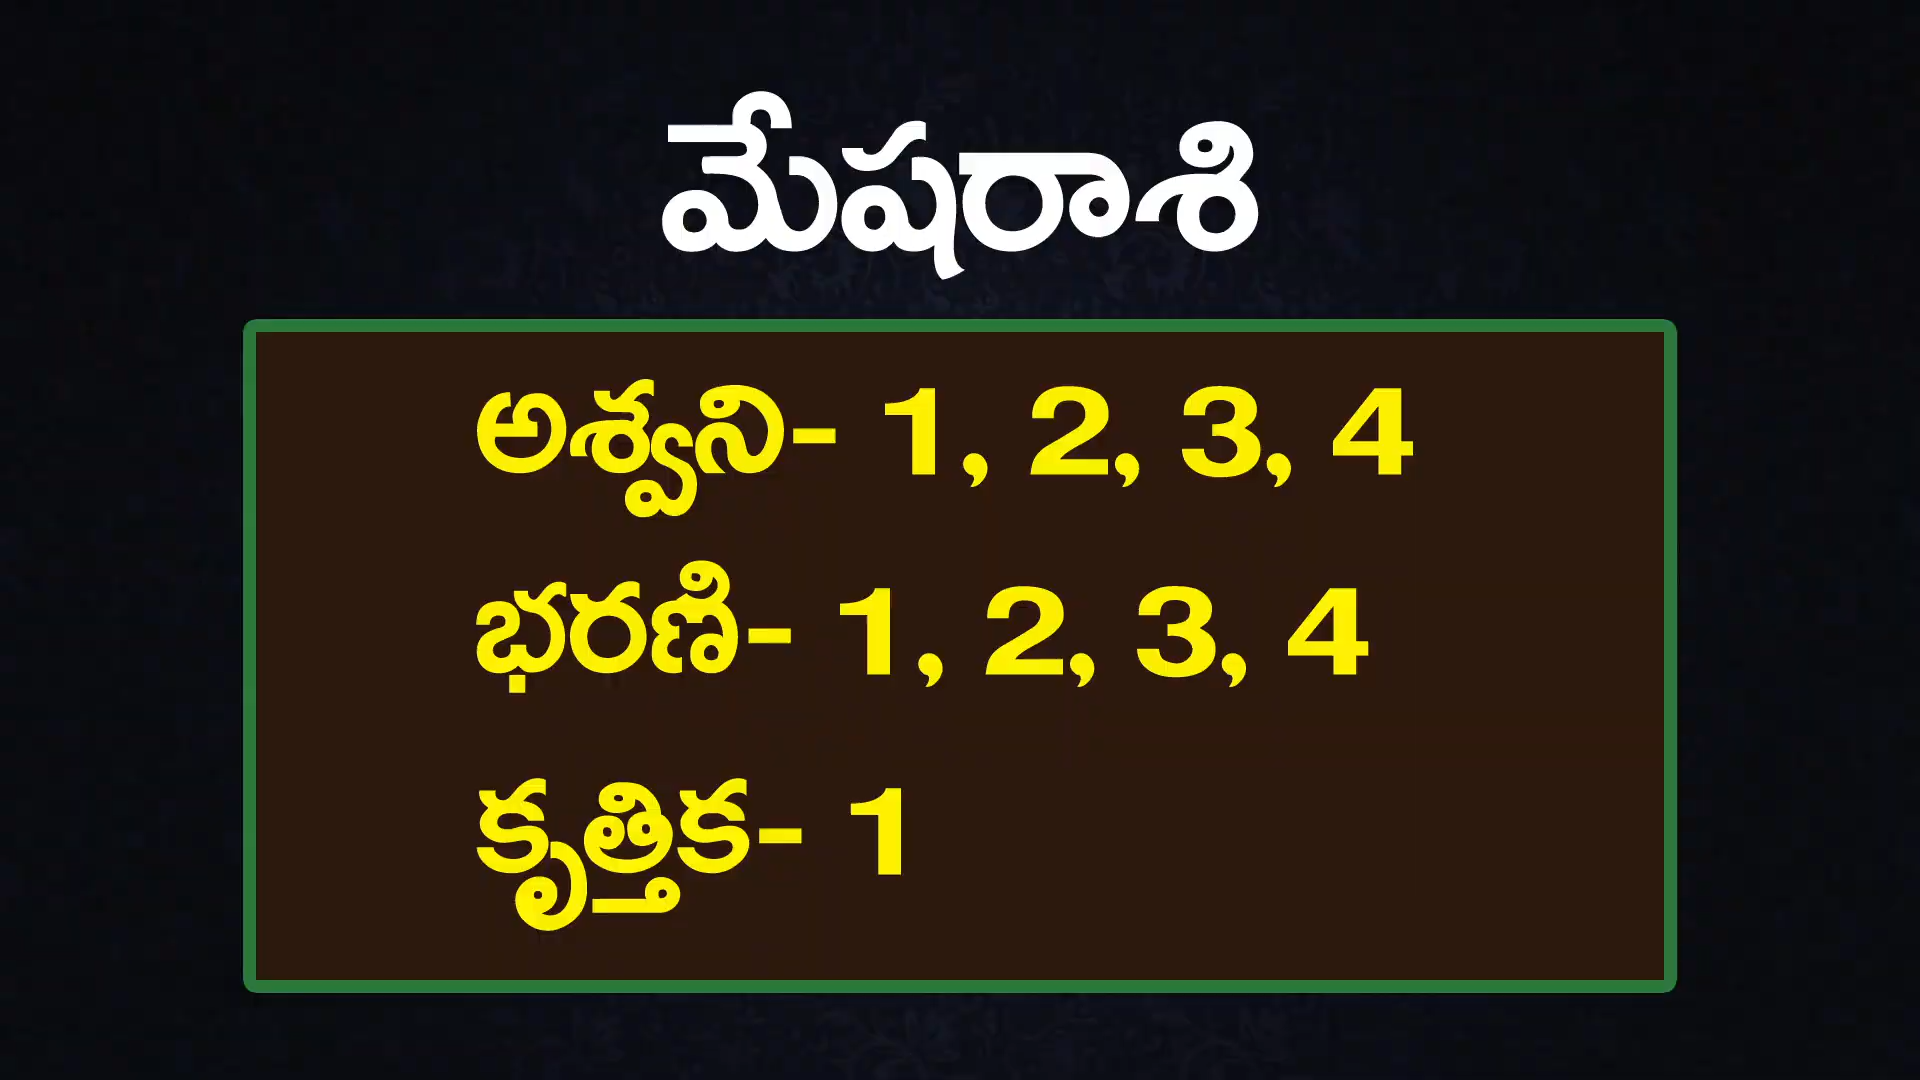 మేషరాశి
అశ్వని- 1, 2, 3, 4
భరణి- 1, 2, 3, 4
కృత్తిక- 1